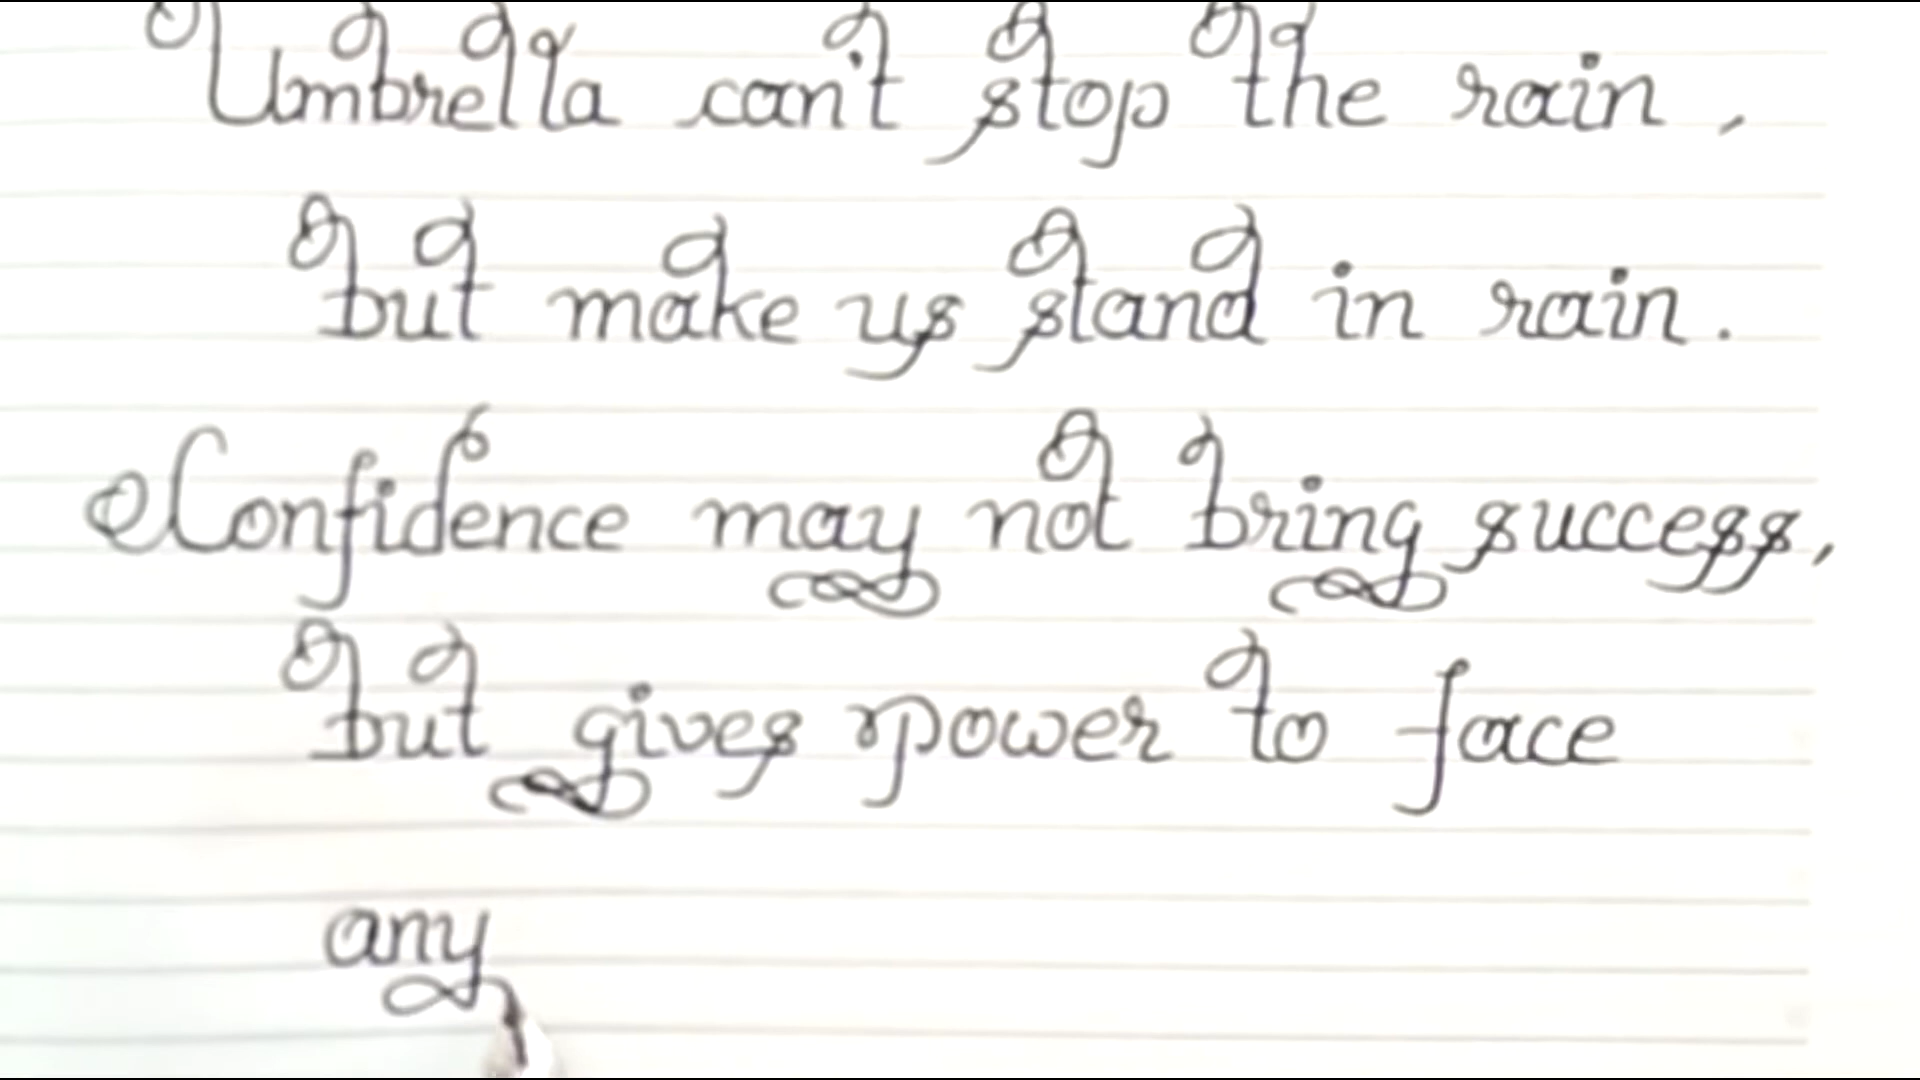 Umbrella can't stop the rain,
but make us stand in rain.
Confidence may not bring success,
but gives power to face
any